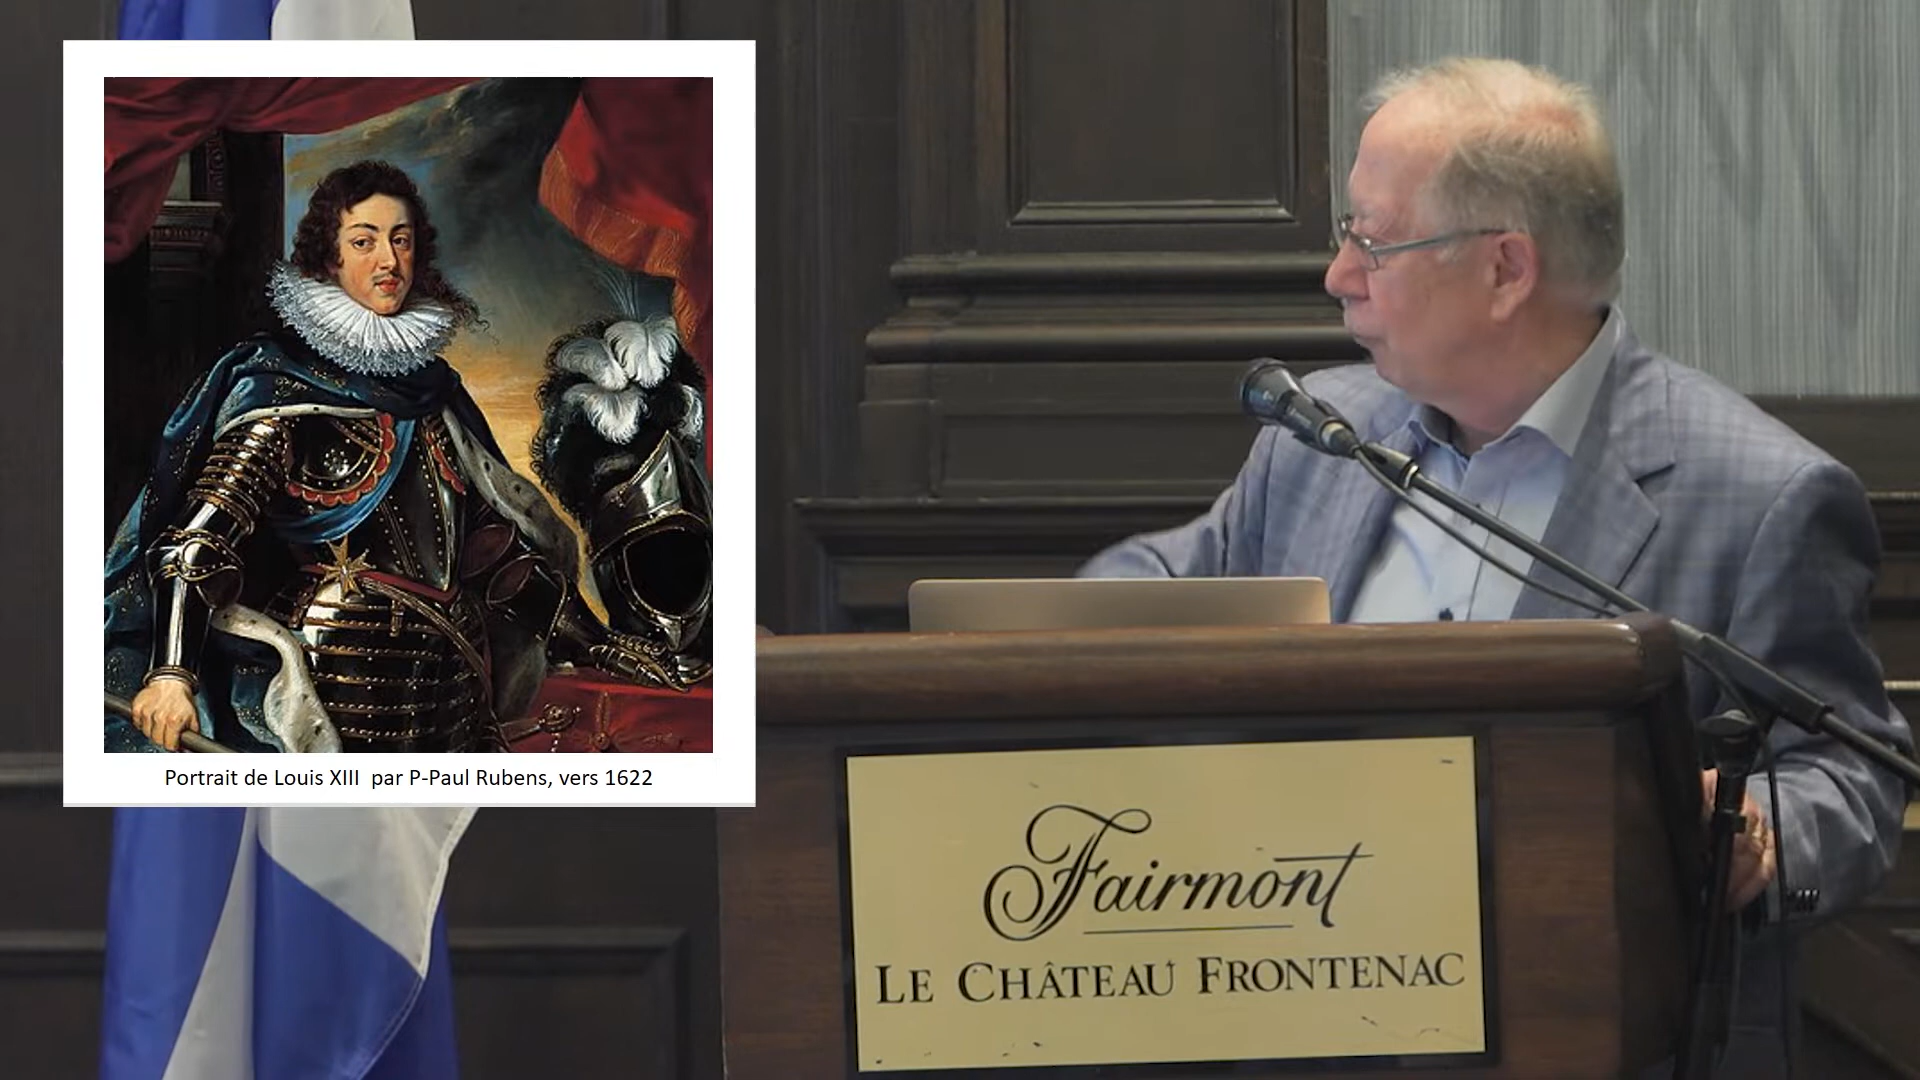 Portrait de Louis XIII par P-Paul Rubens, vers 1622
Fairmont
LE CHÂTEAU FRONTENAC